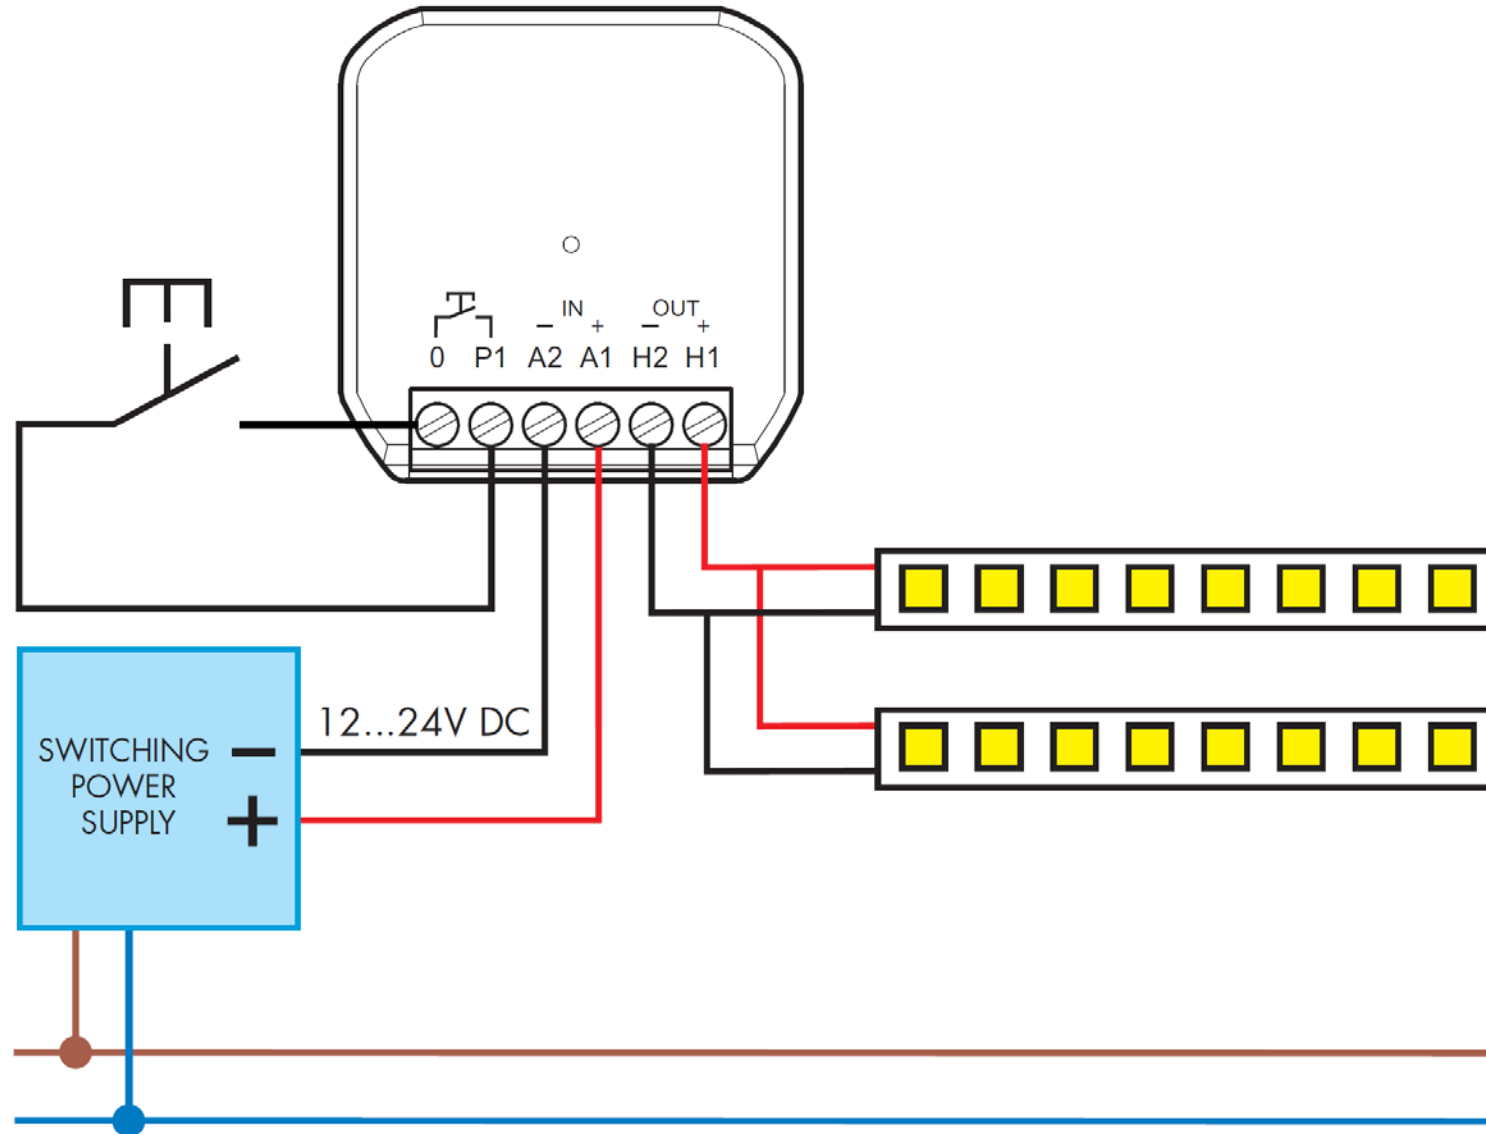 IN OUT
− + − +
0 P1 A2 A1 H2 H1
12...24V DC
SWITCHING −
POWER
SUPPLY +